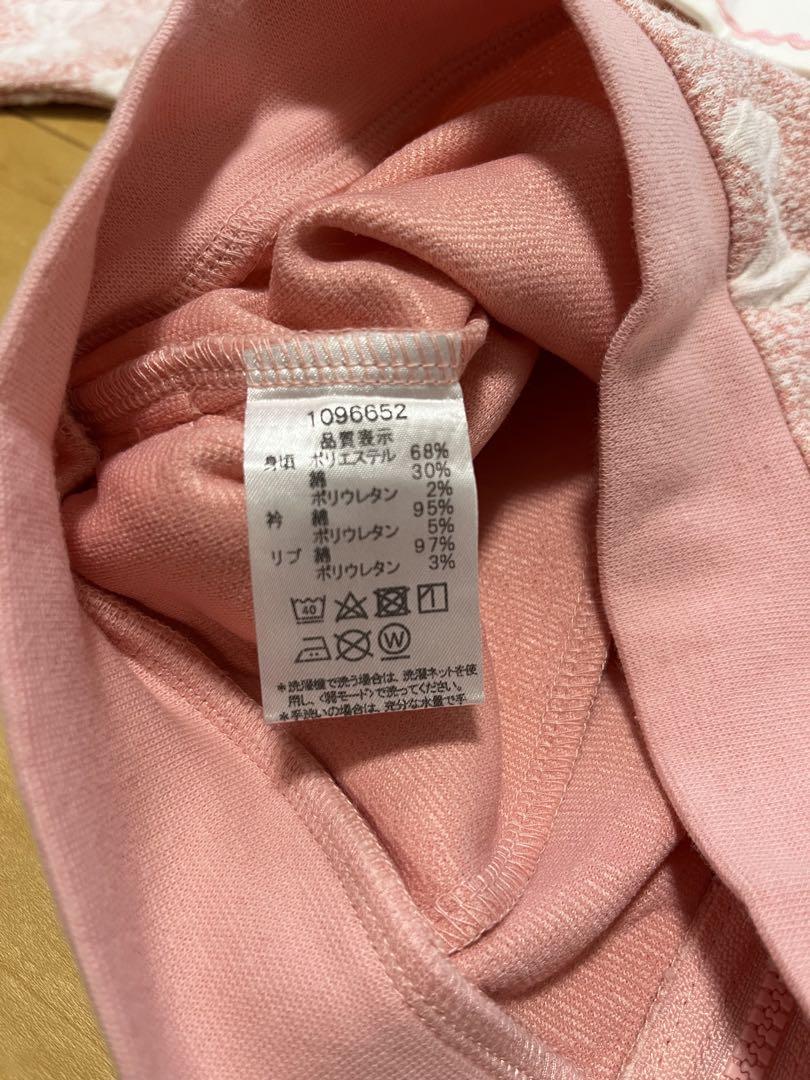 1096652
品質表示
身頃 ポリエステル 68%
綿 30%
ポリウレタン 2%
衿 綿 95%
ポリウレタン 5%
リブ 綿 97%
ポリウレタン 3%
40
W
*洗濯機で洗う場合は、洗濯ネットを使
用し、<弱モード>で洗ってください。
*手洗いの場合は、充分な水量で手